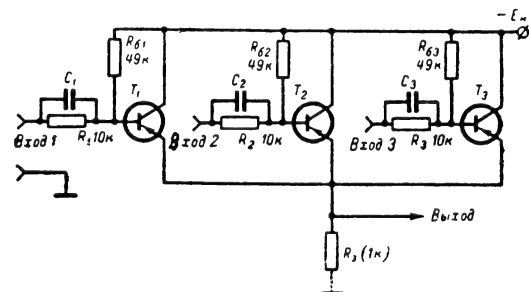 – Eк
Rб1
49к
Rб2
49к
Rб3
49к
C1
T1
C2
T2
C3
T3
Вход 1
R1 10к
Вход 2
R2 10к
Вход 3
R3 10к
Выход
Rэ (1к)